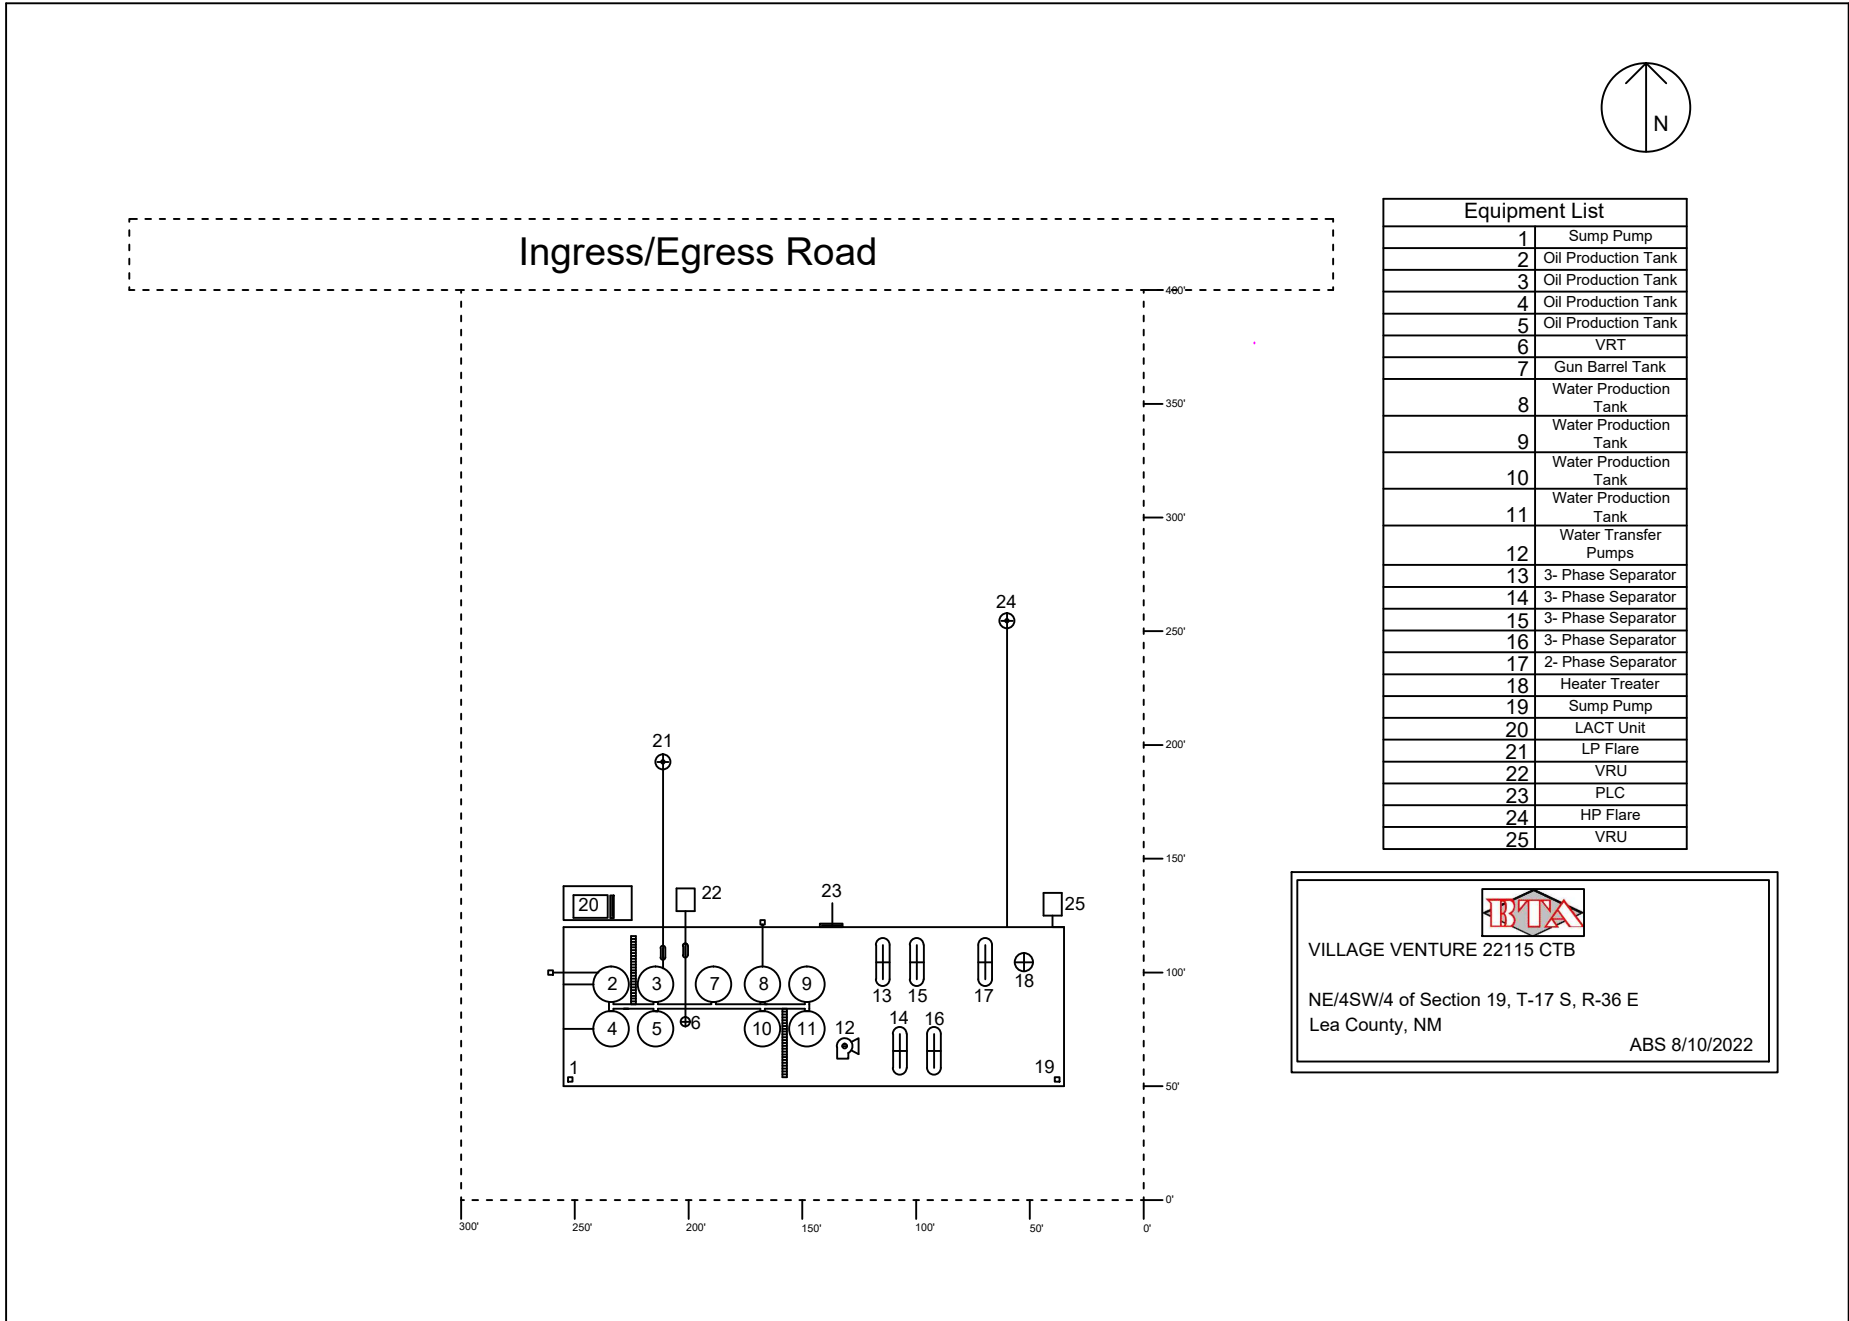 N
Ingress/Egress Road
Equipment List
1 Sump Pump
2 Oil Production Tank
3 Oil Production Tank
4 Oil Production Tank
5 Oil Production Tank
6 VRT
7 Gun Barrel Tank
8 Water Production
Tank
9 Water Production
Tank
10 Water Production
Tank
11 Water Production
Tank
12 Water Transfer
Pumps
13 3- Phase Separator
14 3- Phase Separator
15 3- Phase Separator
16 3- Phase Separator
17 2- Phase Separator
18 Heater Treater
19 Sump Pump
20 LACT Unit
21 LP Flare
22 VRU
23 PLC
24 HP Flare
25 VRU
400'
350'
300'
250'
200'
150'
100'
50'
0'
24
21
20
22
23
25
2
3
7
8
9
13
15
17
18
4
5
6
10
11
12
14
16
1
19
300'
250'
200'
150'
100'
50'
0'
BTA
VILLAGE VENTURE 22115 CTB
NE/4SW/4 of Section 19, T-17 S, R-36 E
Lea County, NM
ABS 8/10/2022